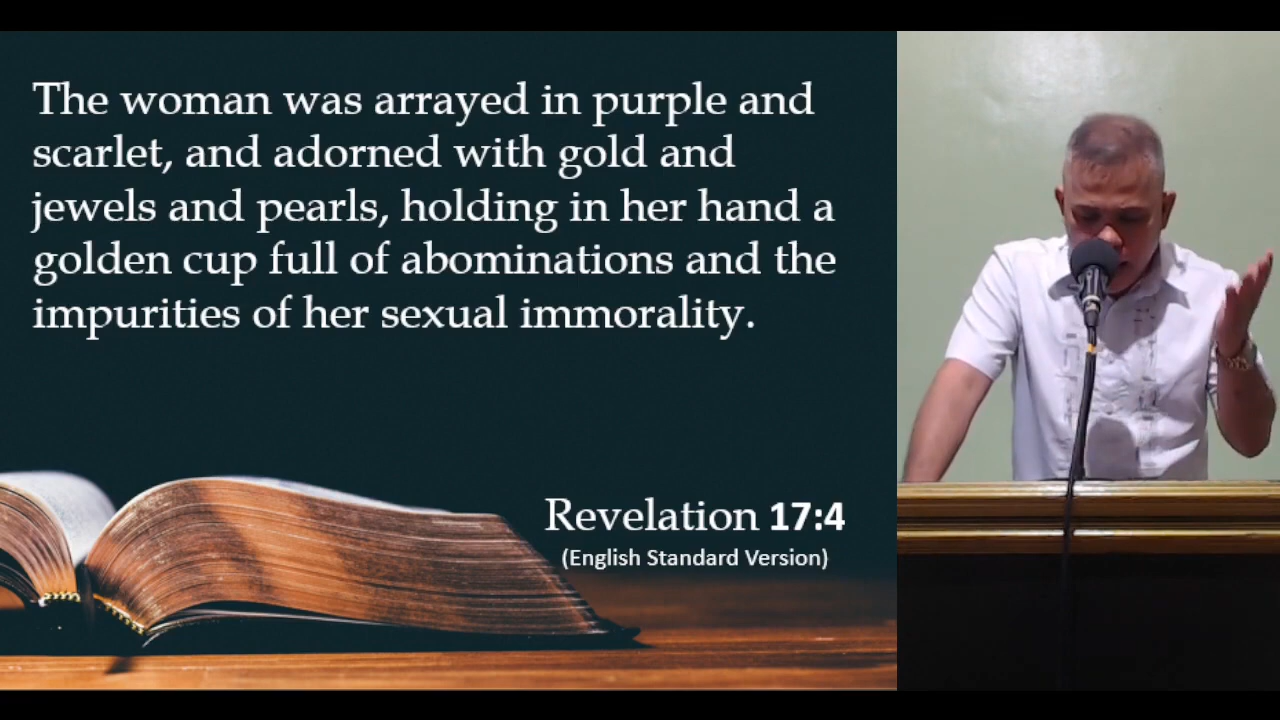 The woman was arrayed in purple and
scarlet, and adorned with gold and
jewels and pearls, holding in her hand a
golden cup full of abominations and the
impurities of her sexual immorality.
Revelation 17:4
(English Standard Version)